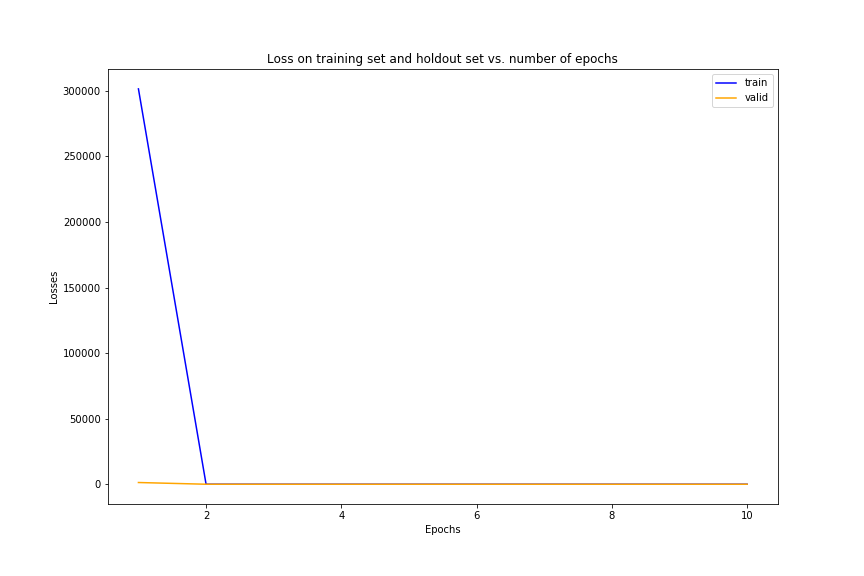 Loss on training set and holdout set vs. number of epochs
train
valid
300000
250000
200000
150000
100000
50000
0
Losses
2 4 6 8 10
Epochs